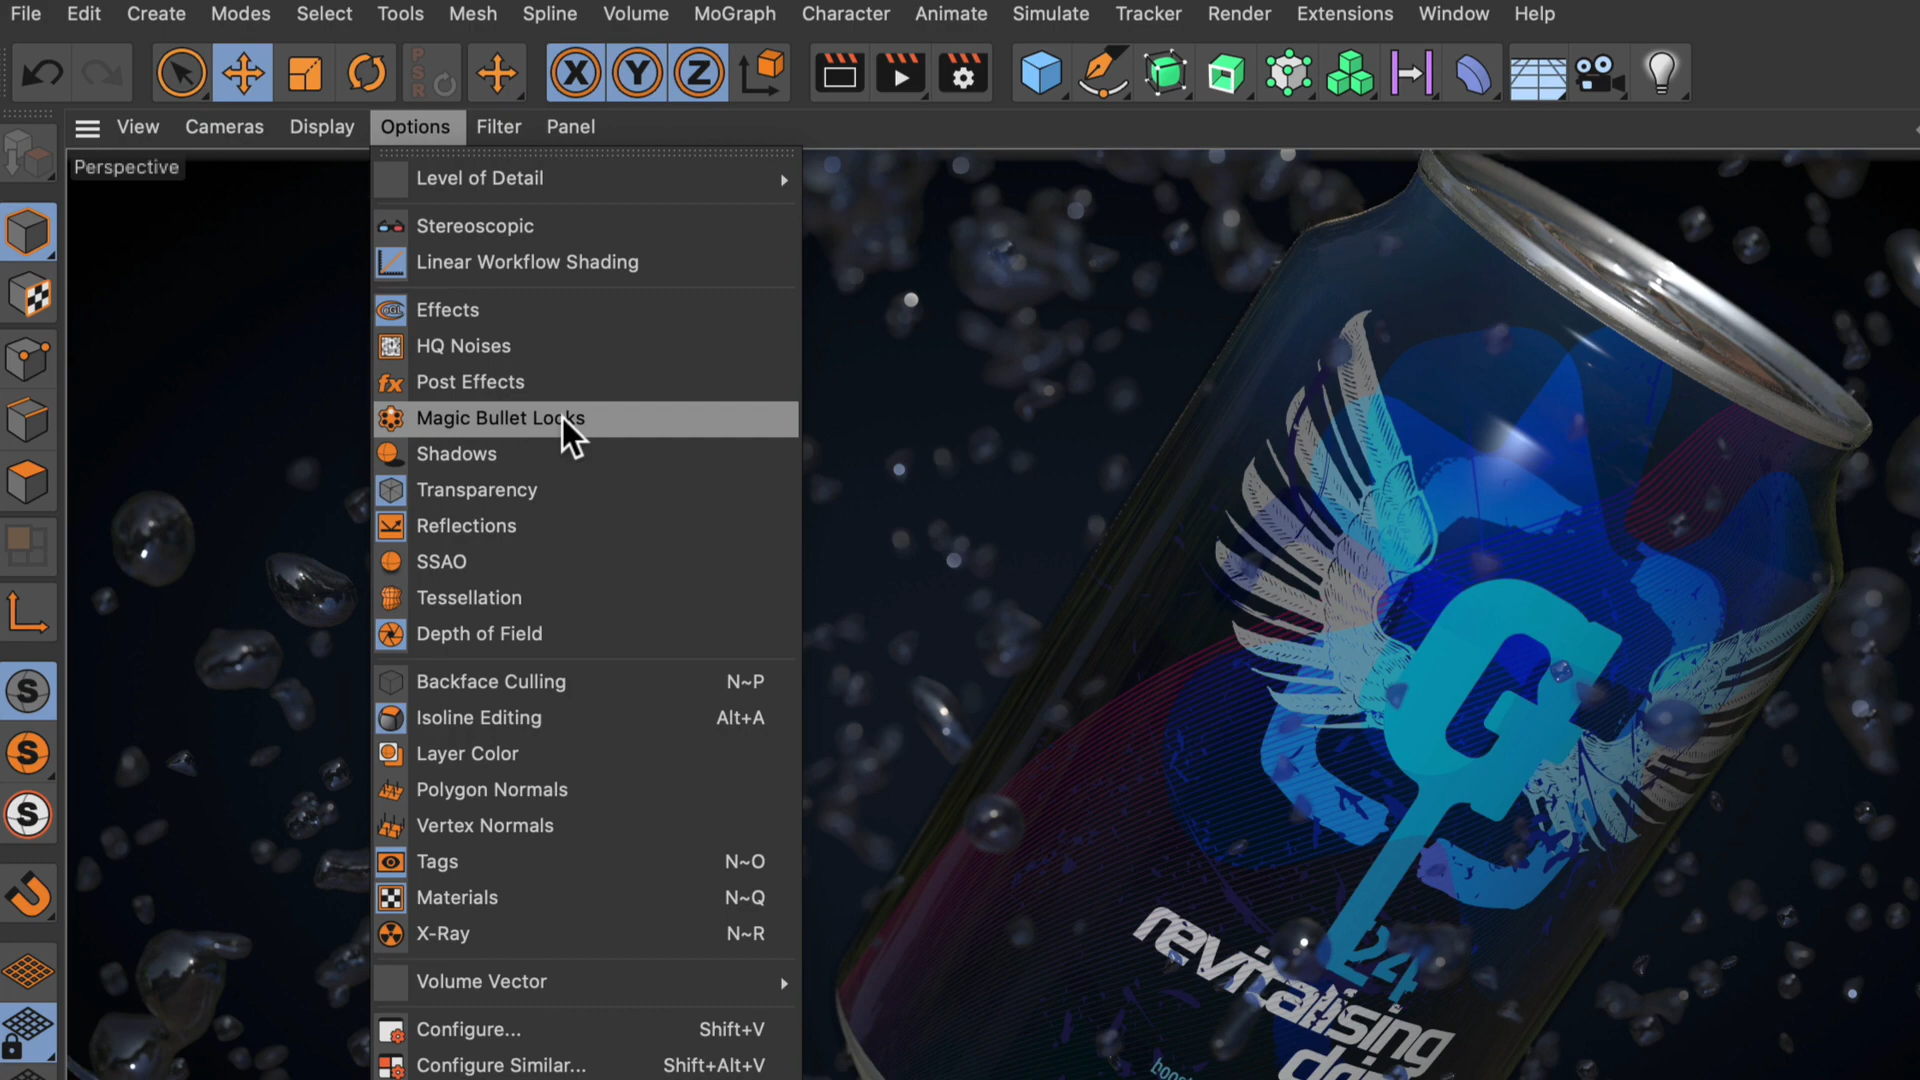 File Edit Create Modes Select Tools Mesh Spline Volume MoGraph Character Animate Simulate Tracker Render Extensions Window Help
PSR X Y Z
View Cameras Display Options Filter Panel
Perspective
Level of Detail
Stereoscopic
Linear Workflow Shading
Effects
HQ Noises
Post Effects
Magic Bullet Looks
Shadows
Transparency
Reflections
SSAO
Tessellation
Depth of Field
Backface Culling N~P
Isoline Editing Alt+A
Layer Color
Polygon Normals
Vertex Normals
Tags N~O
Materials N~Q
X-Ray N~R
Volume Vector
Configure... Shift+V
Configure Similar... Shift+Alt+V
S
S
S
G
24
revitalising